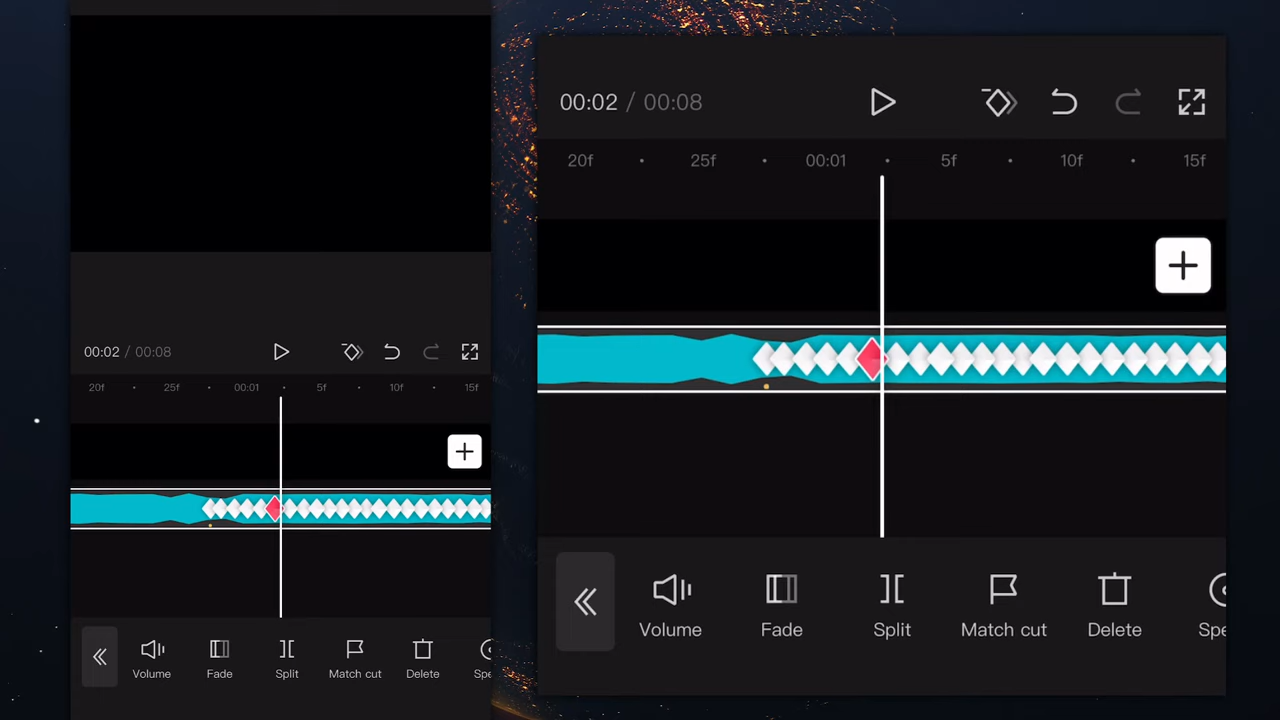 00:02 / 00:08
20f 25f 00:01 5f 10f 15f
Volume Fade Split Match cut Delete Spe
00:02 / 00:08
20f 25f 00:01 5f 10f 15f
Volume Fade Split Match cut Delete Spe